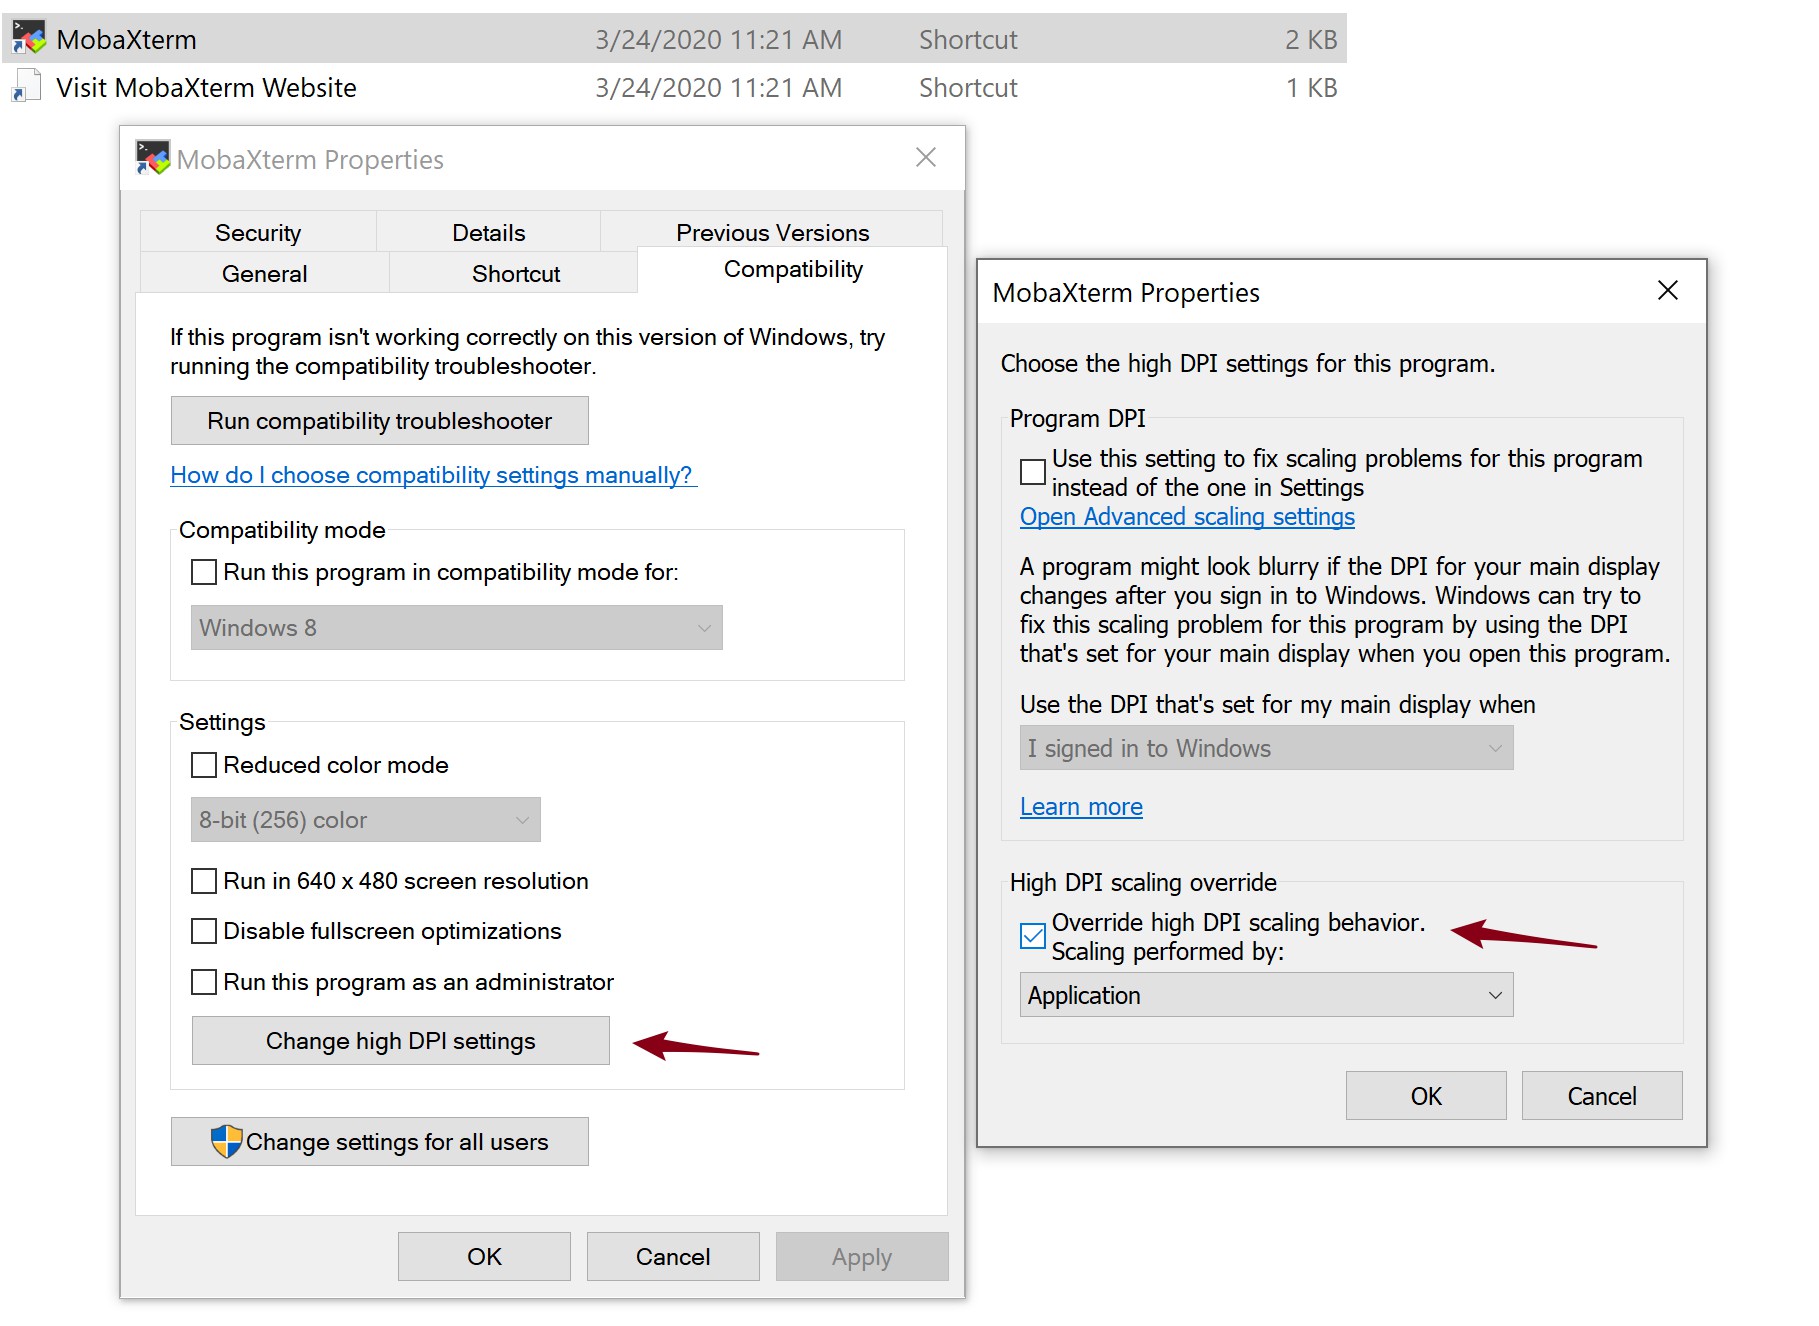 MobaXterm 3/24/2020 11:21 AM Shortcut 2 KB
Visit MobaXterm Website 3/24/2020 11:21 AM Shortcut 1 KB
MobaXterm Properties
Security Details Previous Versions
General Shortcut Compatibility
If this program isn't working correctly on this version of Windows, try
running the compatibility troubleshooter.
Run compatibility troubleshooter
How do I choose compatibility settings manually?
Compatibility mode
Run this program in compatibility mode for:
Windows 8
Settings
Reduced color mode
8-bit (256) color
Run in 640 x 480 screen resolution
Disable fullscreen optimizations
Run this program as an administrator
Change high DPI settings
Change settings for all users
OK Cancel Apply
MobaXterm Properties
Choose the high DPI settings for this program.
Program DPI
Use this setting to fix scaling problems for this program
instead of the one in Settings
Open Advanced scaling settings
A program might look blurry if the DPI for your main display
changes after you sign in to Windows. Windows can try to
fix this scaling problem for this program by using the DPI
that's set for your main display when you open this program.
Use the DPI that's set for my main display when
I signed in to Windows
Learn more
High DPI scaling override
Override high DPI scaling behavior.
Scaling performed by:
Application
OK Cancel